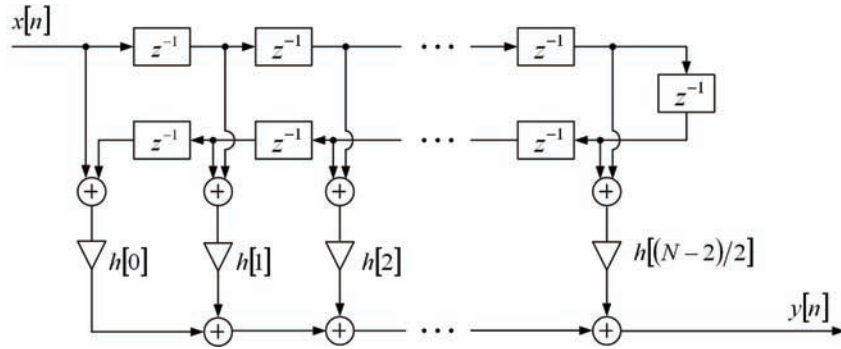 x[n]
z⁻¹ z⁻¹ ⋯ z⁻¹
z⁻¹
z⁻¹ z⁻¹ ⋯ z⁻¹
+ + + +
h[0] h[1] h[2] h[(N−2)/2]
y[n]
+ + ⋯ +